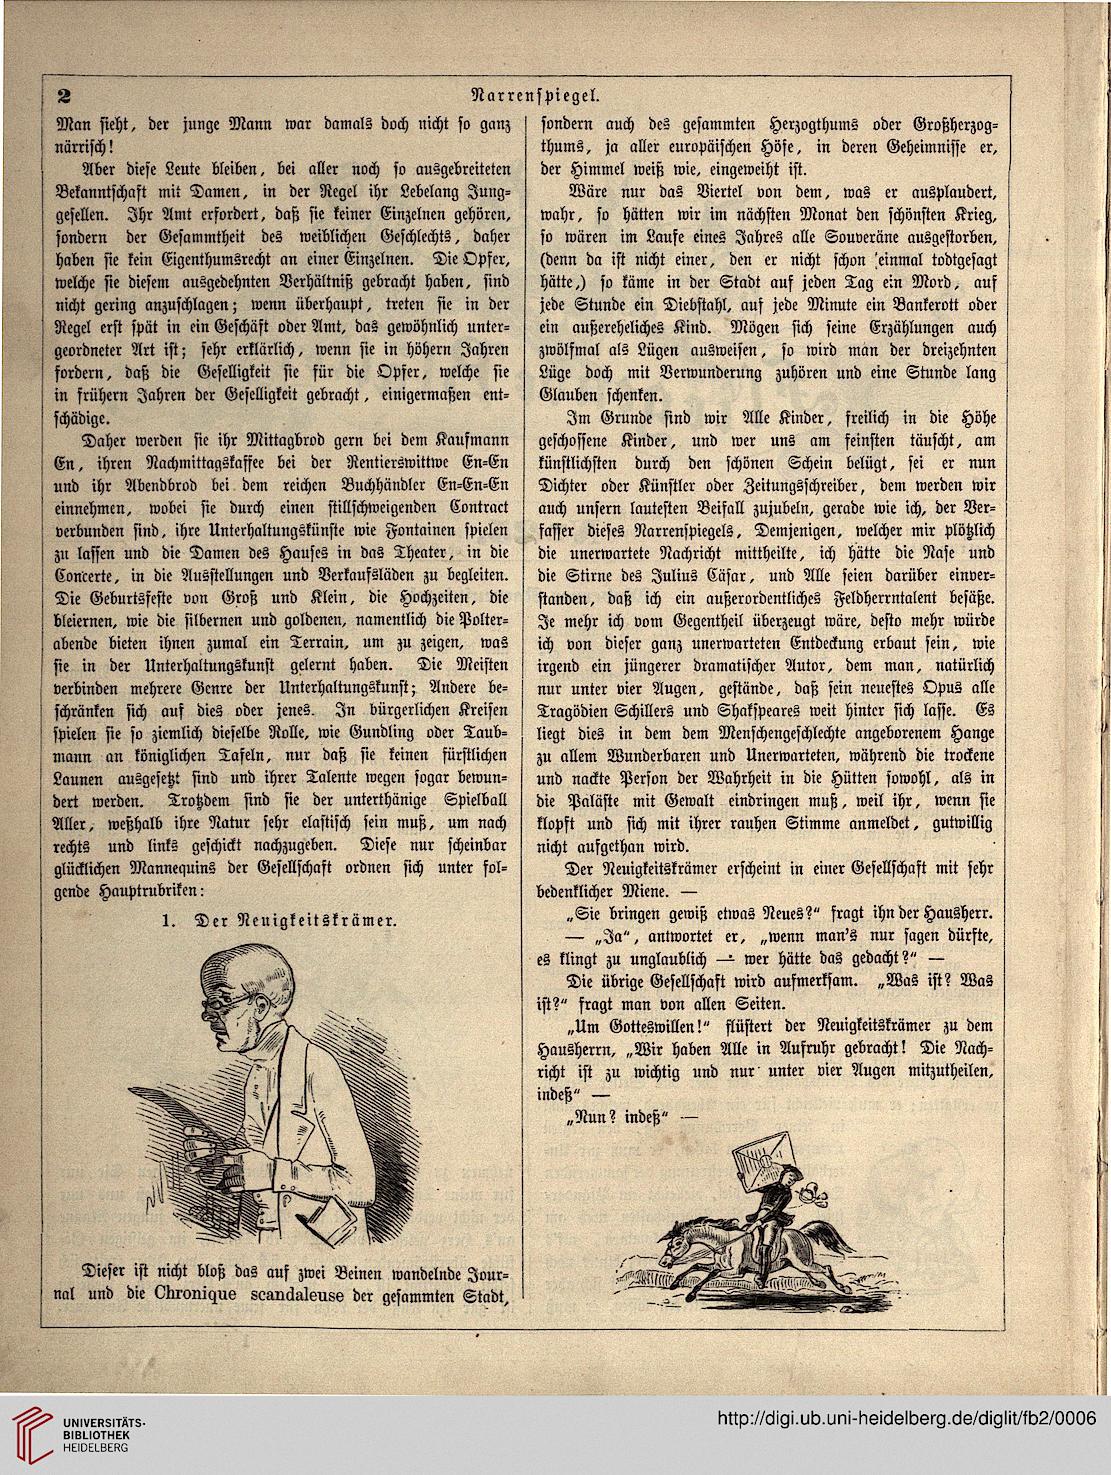 2
Narrenspiegel.
Man sieht, der junge Mann war damals doch nicht so ganz
närrisch!
Aber diese Leute bleiben, bei aller noch so ausgebreiteten
Bekanntschaft mit Damen, in der Regel ihr Lebelang Jung-
gesellen. Ihr Amt erfordert, daß sie keiner Einzelnen gehören,
sondern der Gesammtheit des weiblichen Geschlechts, daher
haben sie kein Eigenthumsrecht an einer Einzelnen. Die Opfer,
welche sie diesem ausgedehnten Verhältniß gebracht haben, sind
nicht gering anzuschlagen; wenn überhaupt, treten sie in der
Regel erst spät in ein Geschäft oder Amt, das gewöhnlich unter-
geordneter Art ist; sehr erklärlich, wenn sie in höhern Jahren
fordern, daß die Geselligkeit sie für die Opfer, welche sie
in frühern Jahren der Geselligkeit gebracht, einigermaßen ent-
schädige.
Daher werden sie ihr Mittagbrod gern bei dem Kaufmann
En, ihren Nachmittagskaffee bei der Rentierswittwe En-En
und ihr Abendbrod bei dem reichen Buchhändler En-En-En
einnehmen, wobei sie durch einen stillschweigenden Contract
verbunden sind, ihre Unterhaltungskünste wie Fontainen spielen
zu lassen und die Damen des Hauses in das Theater, in die
Concerte, in die Ausstellungen und Verkaufsläden zu begleiten.
Die Geburtsfeste von Groß und Klein, die Hochzeiten, die
bleiernen, wie die silbernen und goldenen, namentlich die Polter-
abende bieten ihnen zumal ein Terrain, um zu zeigen, was
sie in der Unterhaltungskunst gelernt haben. Die Meisten
verbinden mehrere Genre der Unterhaltungskunst; Andere be-
schränken sich auf dies oder jenes. In bürgerlichen Kreisen
spielen sie so ziemlich dieselbe Rolle, wie Gundling oder Taub-
mann an königlichen Tafeln, nur daß sie keinen fürstlichen
Launen ausgesetzt sind und ihrer Talente wegen sogar bewun-
dert werden. Trotzdem sind sie der unterthänige Spielball
Aller, weßhalb ihre Natur sehr elastisch sein muß, um nach
rechts und links geschickt nachzugeben. Diese nur scheinbar
glücklichen Mannequins der Gesellschaft ordnen sich unter fol-
gende Hauptrubriken:
1. Der Neuigkeitskrämer.
Dieser ist nicht bloß das auf zwei Beinen wandelnde Jour-
nal und die Chronique scandaleuse der gesammten Stadt,
sondern auch des gesammten Herzogthums oder Großherzog-
thums, ja aller europäischen Höfe, in deren Geheimnisse er,
der Himmel weiß wie, eingeweiht ist.
Wäre nur das Viertel von dem, was er ausplaudert,
wahr, so hätten wir im nächsten Monat den schönsten Krieg,
so wären im Laufe eines Jahres alle Souveräne ausgestorben,
(denn da ist nicht einer, den er nicht schon einmal todtgesagt
hätte,) so käme in der Stadt auf jeden Tag ein Mord, auf
jede Stunde ein Diebstahl, auf jede Minute ein Bankerott oder
ein außereheliches Kind. Mögen sich seine Erzählungen auch
zwölfmal als Lügen ausweisen, so wird man der dreizehnten
Lüge doch mit Verwunderung zuhören und eine Stunde lang
Glauben schenken.
Im Grunde sind wir Alle Kinder, freilich in die Höhe
geschossene Kinder, und wer uns am feinsten täuscht, am
künstlichsten durch den schönen Schein belügt, sei er nun
Dichter oder Künstler oder Zeitungsschreiber, dem werden wir
auch unsern lautesten Beifall zujubeln, gerade wie ich, der Ver-
fasser dieses Narrenspiegels, Demjenigen, welcher mir plötzlich
die unerwartete Nachricht mittheilte, ich hätte die Nase und
die Stirne des Julius Cäsar, und Alle seien darüber einver-
standen, daß ich ein außerordentliches Feldherrntalent besäße.
Je mehr ich vom Gegentheil überzeugt wäre, desto mehr würde
ich von dieser ganz unerwarteten Entdeckung erbaut sein, wie
irgend ein jüngerer dramatischer Autor, dem man, natürlich
nur unter vier Augen, gestände, daß sein neuestes Opus alle
Tragödien Schillers und Shakspeares weit hinter sich lasse. Es
liegt dies in dem dem Menschengeschlechte angeborenem Hange
zu allem Wunderbaren und Unerwarteten, während die trockene
und nackte Person der Wahrheit in die Hütten sowohl, als in
die Paläste mit Gewalt eindringen muß, weil ihr, wenn sie
klopft und sich mit ihrer rauhen Stimme anmeldet, gutwillig
nicht aufgethan wird.
Der Neuigkeitskrämer erscheint in einer Gesellschaft mit sehr
bedenklicher Miene. —
„Sie bringen gewiß etwas Neues?“ fragt ihn der Hausherr.
— „Ja“, antwortet er, „wenn man's nur sagen dürfte,
es klingt zu unglaublich — wer hätte das gedacht?“ —
Die übrige Gesellschaft wird aufmerksam. „Was ist? Was
ist?“ fragt man von allen Seiten.
„Um Gotteswillen!“ flüstert der Neuigkeitskrämer zu dem
Hausherrn, „Wir haben Alle in Aufruhr gebracht! Die Nach-
richt ist zu wichtig und nur unter vier Augen mitzutheilen,
indeß“ —
„Nun? indeß“ —
UNIVERSITÄTS-
BIBLIOTHEK
HEIDELBERG
http://digi.ub.uni-heidelberg.de/diglit/fb2/0006